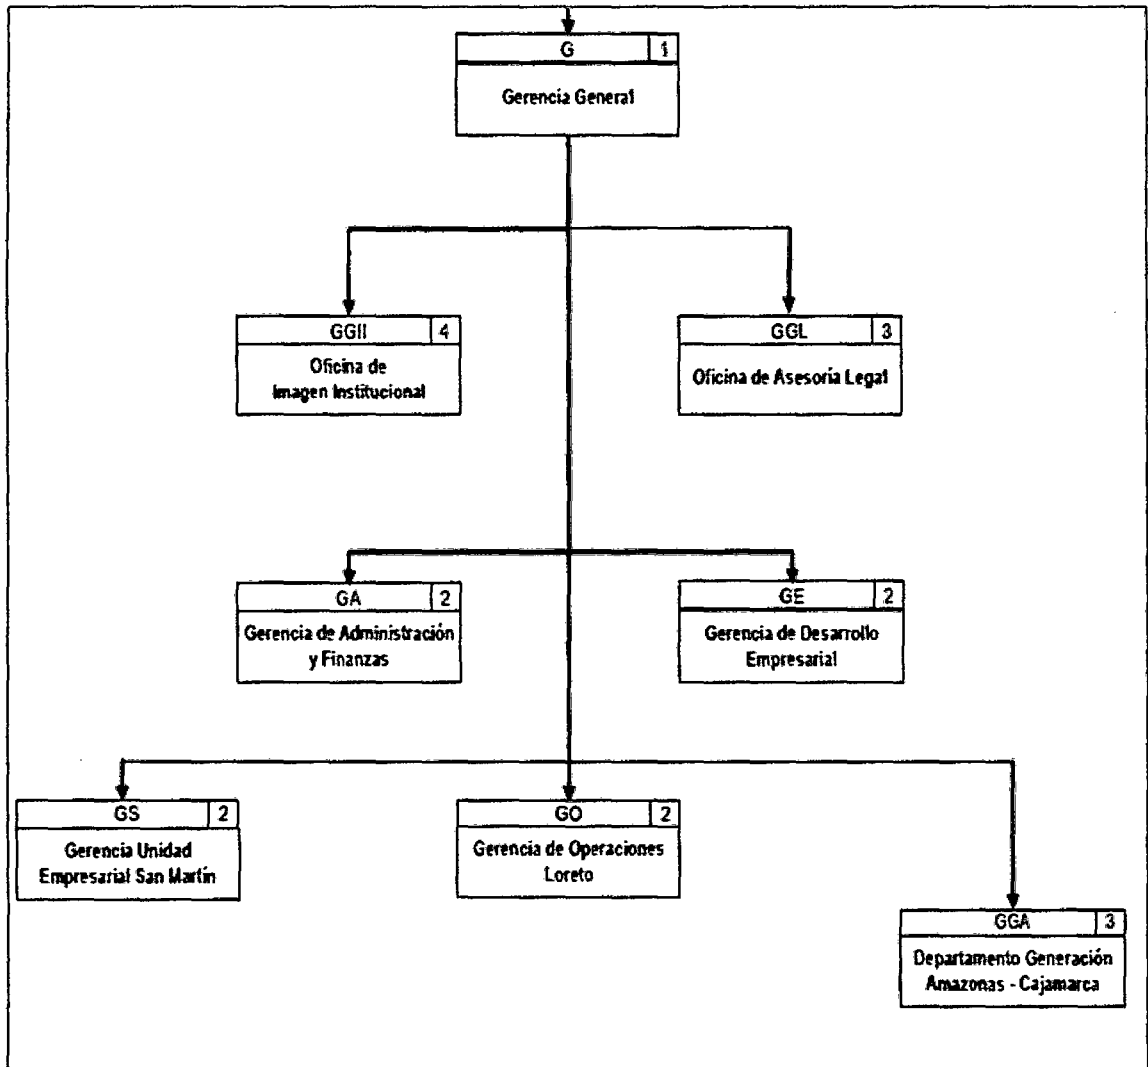 G 1
Gerencia General
GGII 4
Oficina de
Imagen Institucional
GGL 3
Oficina de Asesoría Legal
GA 2
Gerencia de Administración
y Finanzas
GE 2
Gerencia de Desarrollo
Empresarial
GS 2
Gerencia Unidad
Empresarial San Martín
GO 2
Gerencia de Operaciones
Loreto
GGA 3
Departamento Generación
Amazonas - Cajamarca